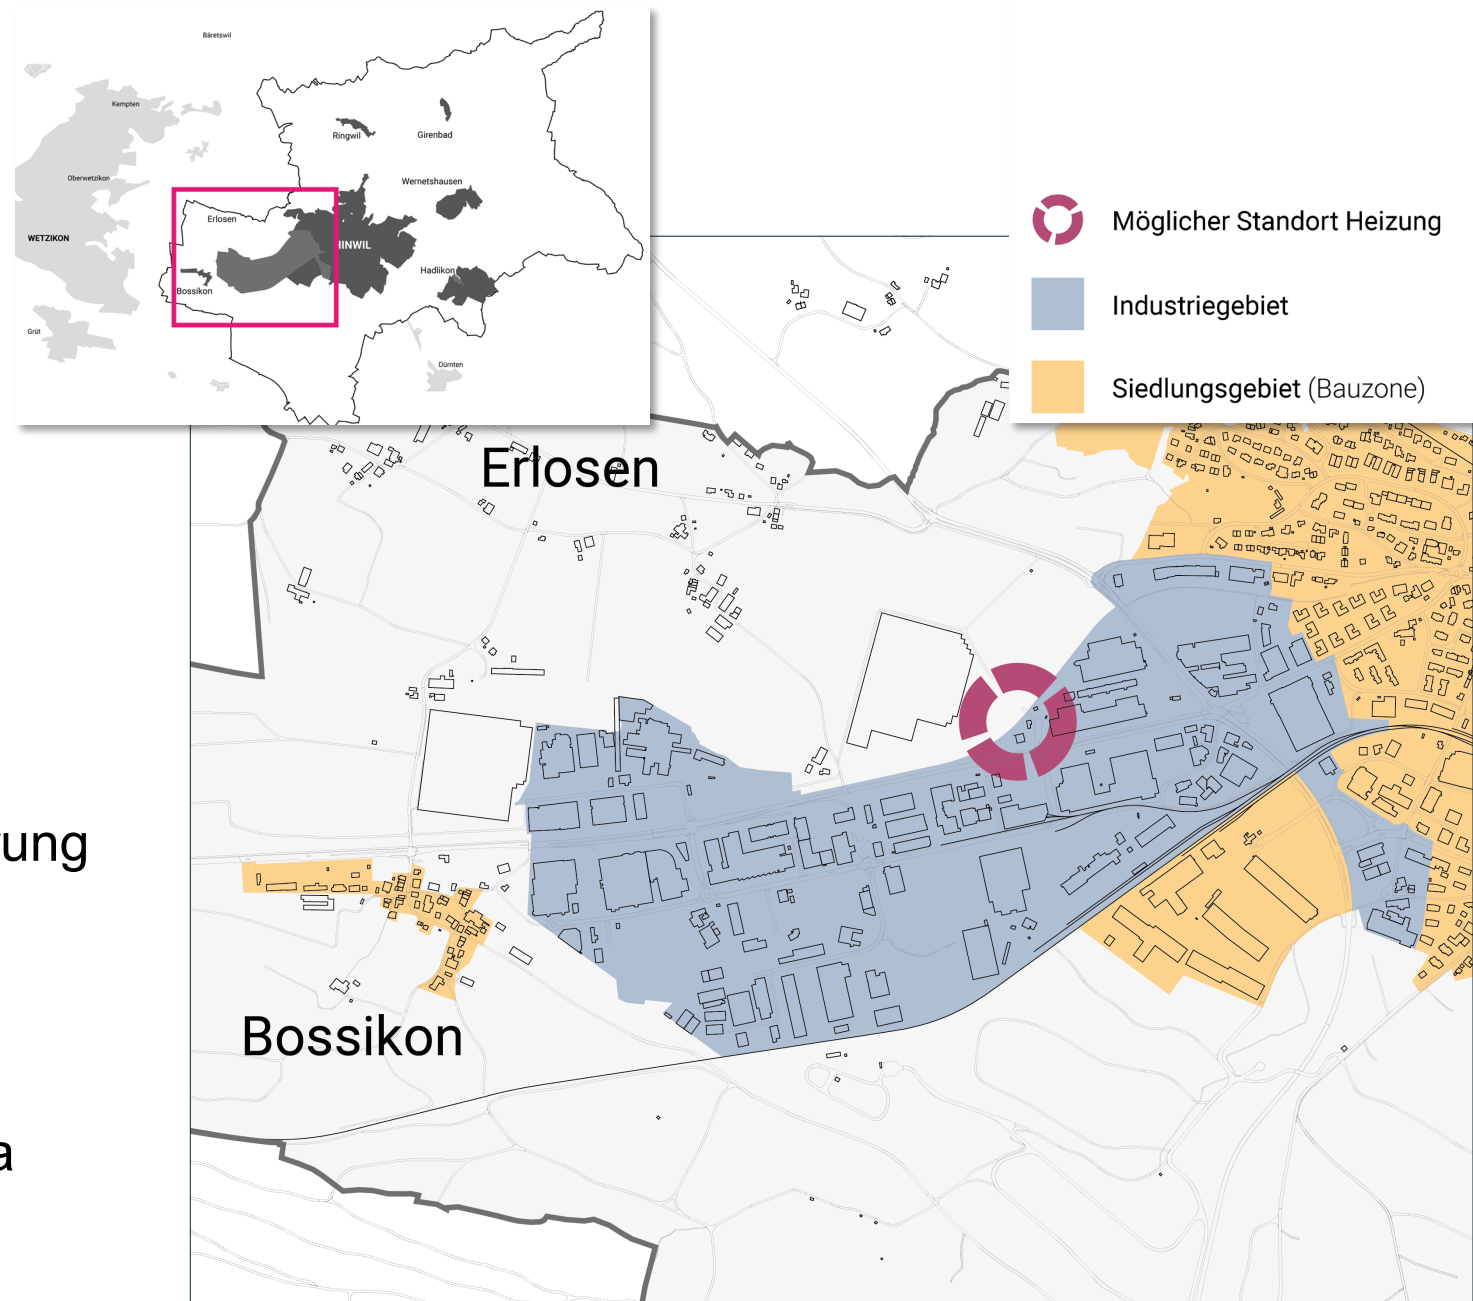 Bäretswil
Kempten
Ringwil
Girenbad
Oberwetzikon
Wernetshausen
Erlosen
WETZIKON
HINWIL
Hadlikon
Bossikon
Grüt
Dürnten
Möglicher Standort Heizung
Industriegebiet
Siedlungsgebiet (Bauzone)
Erlosen
ung
Bossikon
a